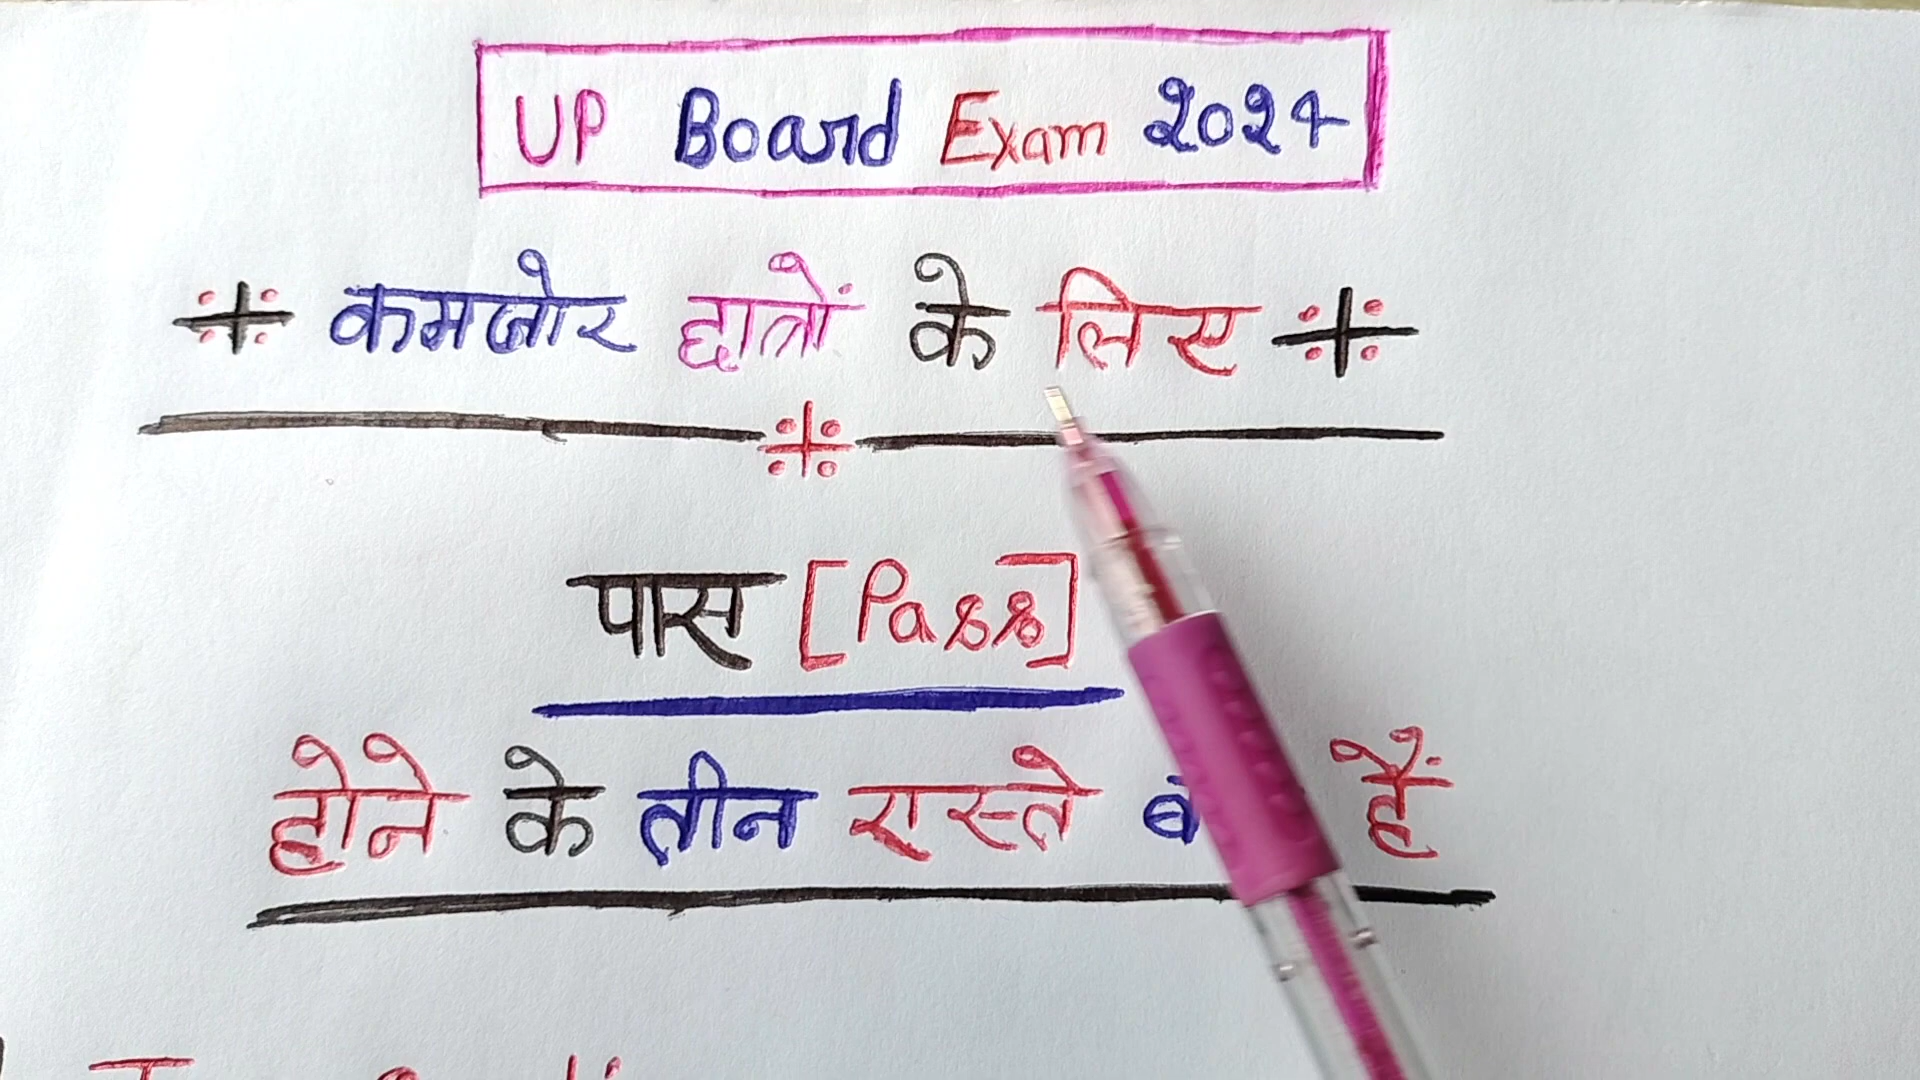 UP Board Exam 2024
कमजोर छात्रों के लिए
पास [Pass]
होने के तीन रास्ते हैं